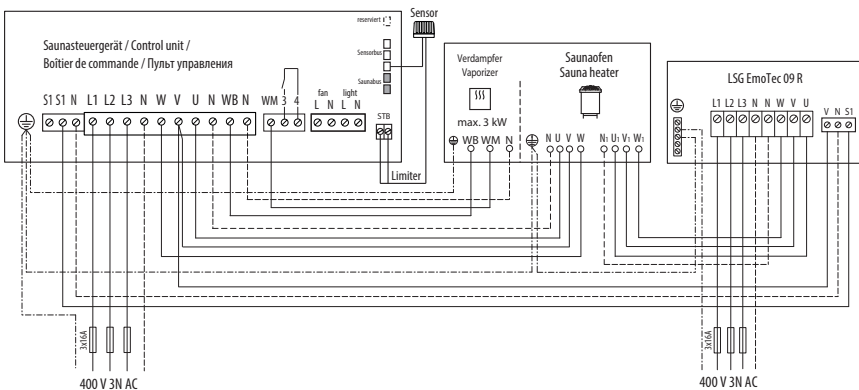 Sensor
reserviert
Saunasteuergerät / Control unit /
Boîtier de commande / Пульт управления
Sensorbus
Saunabus
S1 S1 N L1 L2 L3 N W V U N WB N
WM 3 4
fan light
L N L N
STB
Limiter
Verdampfer
Vaporizer
max. 3 kW
WB WM N
Saunaofen
Sauna heater
N U V W
N1 U1 V1 W1
LSG EmoTec 09 R
L1 L2 L3 N N W V U
V N S1
3x16A
400 V 3N AC
3x16A
400 V 3N AC